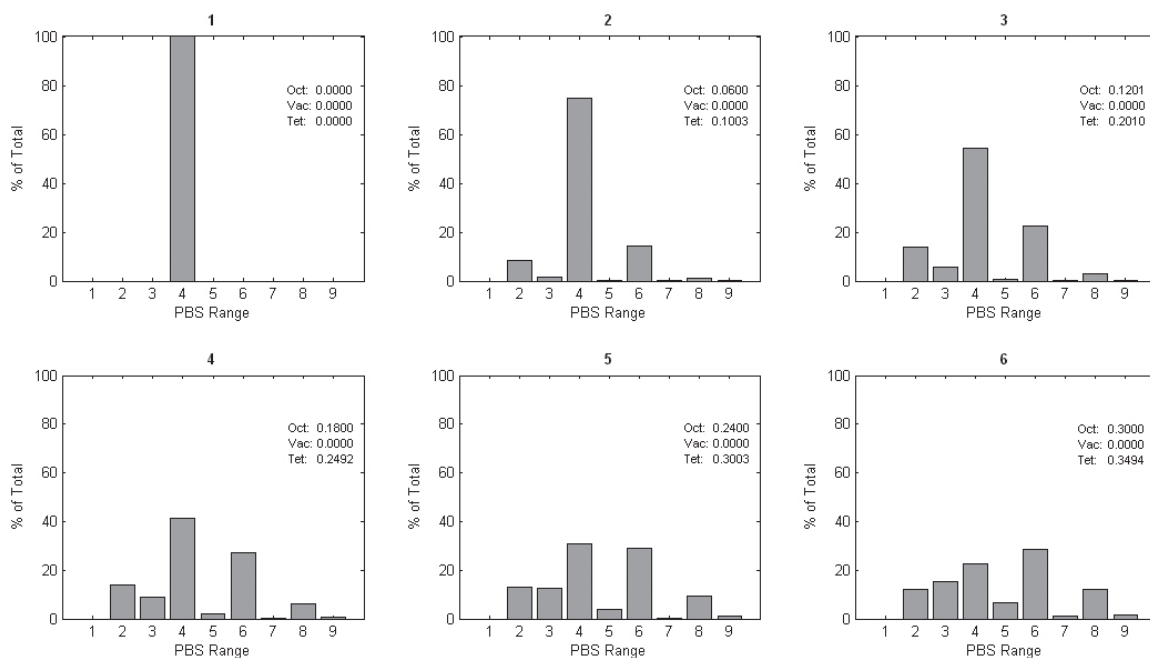 1
100
80
60
40
20
0
% of Total
Oct: 0.0000
Vac: 0.0000
Tet: 0.0000
1 2 3 4 5 6 7 8 9
PBS Range
2
100
80
60
40
20
0
% of Total
Oct: 0.0600
Vac: 0.0000
Tet: 0.1003
1 2 3 4 5 6 7 8 9
PBS Range
3
100
80
60
40
20
0
% of Total
Oct: 0.1201
Vac: 0.0000
Tet: 0.2010
1 2 3 4 5 6 7 8 9
PBS Range
4
100
80
60
40
20
0
% of Total
Oct: 0.1800
Vac: 0.0000
Tet: 0.2492
1 2 3 4 5 6 7 8 9
PBS Range
5
100
80
60
40
20
0
% of Total
Oct: 0.2400
Vac: 0.0000
Tet: 0.3003
1 2 3 4 5 6 7 8 9
PBS Range
6
100
80
60
40
20
0
% of Total
Oct: 0.3000
Vac: 0.0000
Tet: 0.3494
1 2 3 4 5 6 7 8 9
PBS Range